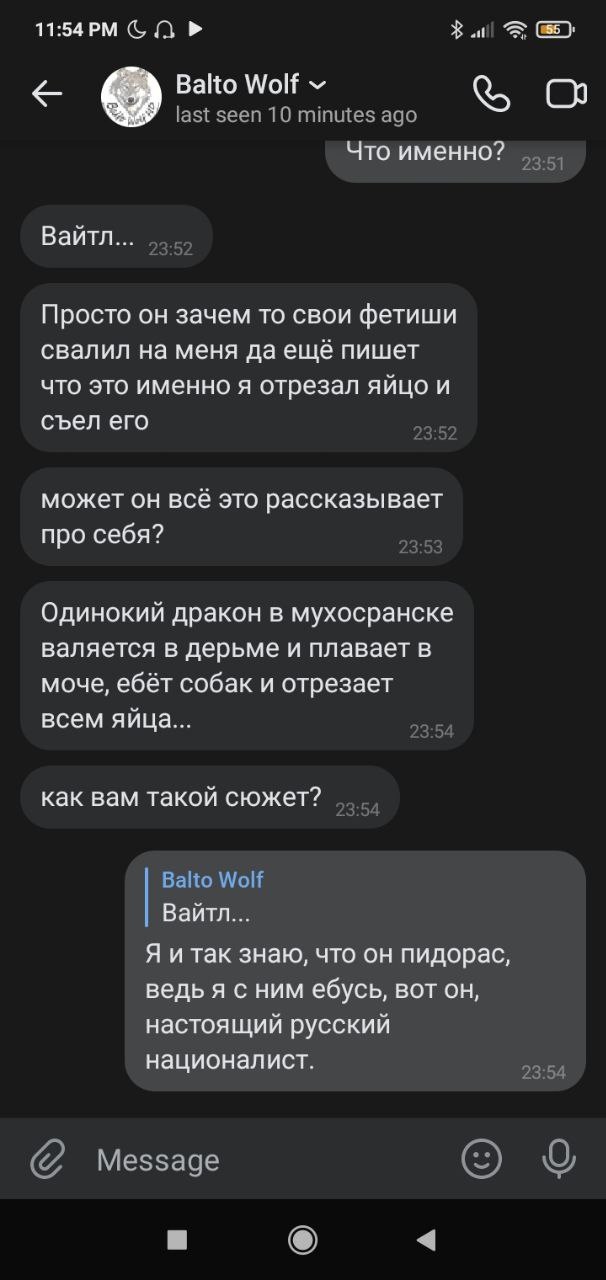 11:54 PM
55
Balto Wolf
last seen 10 minutes ago
Что именно? 23:51
Вайтл... 23:52
Просто он зачем то свои фетиши
свалил на меня да ещё пишет
что это именно я отрезал яйцо и
съел его
23:52
может он всё это рассказывает
про себя?
23:53
Одинокий дракон в мухосранске
валяется в дерьме и плавает в
моче, ебёт собак и отрезает
всем яйца...
23:54
как вам такой сюжет? 23:54
Balto Wolf
Вайтл...
Я и так знаю, что он пидорас,
ведь я с ним ебусь, вот он,
настоящий русский
националист.
23:54
Message